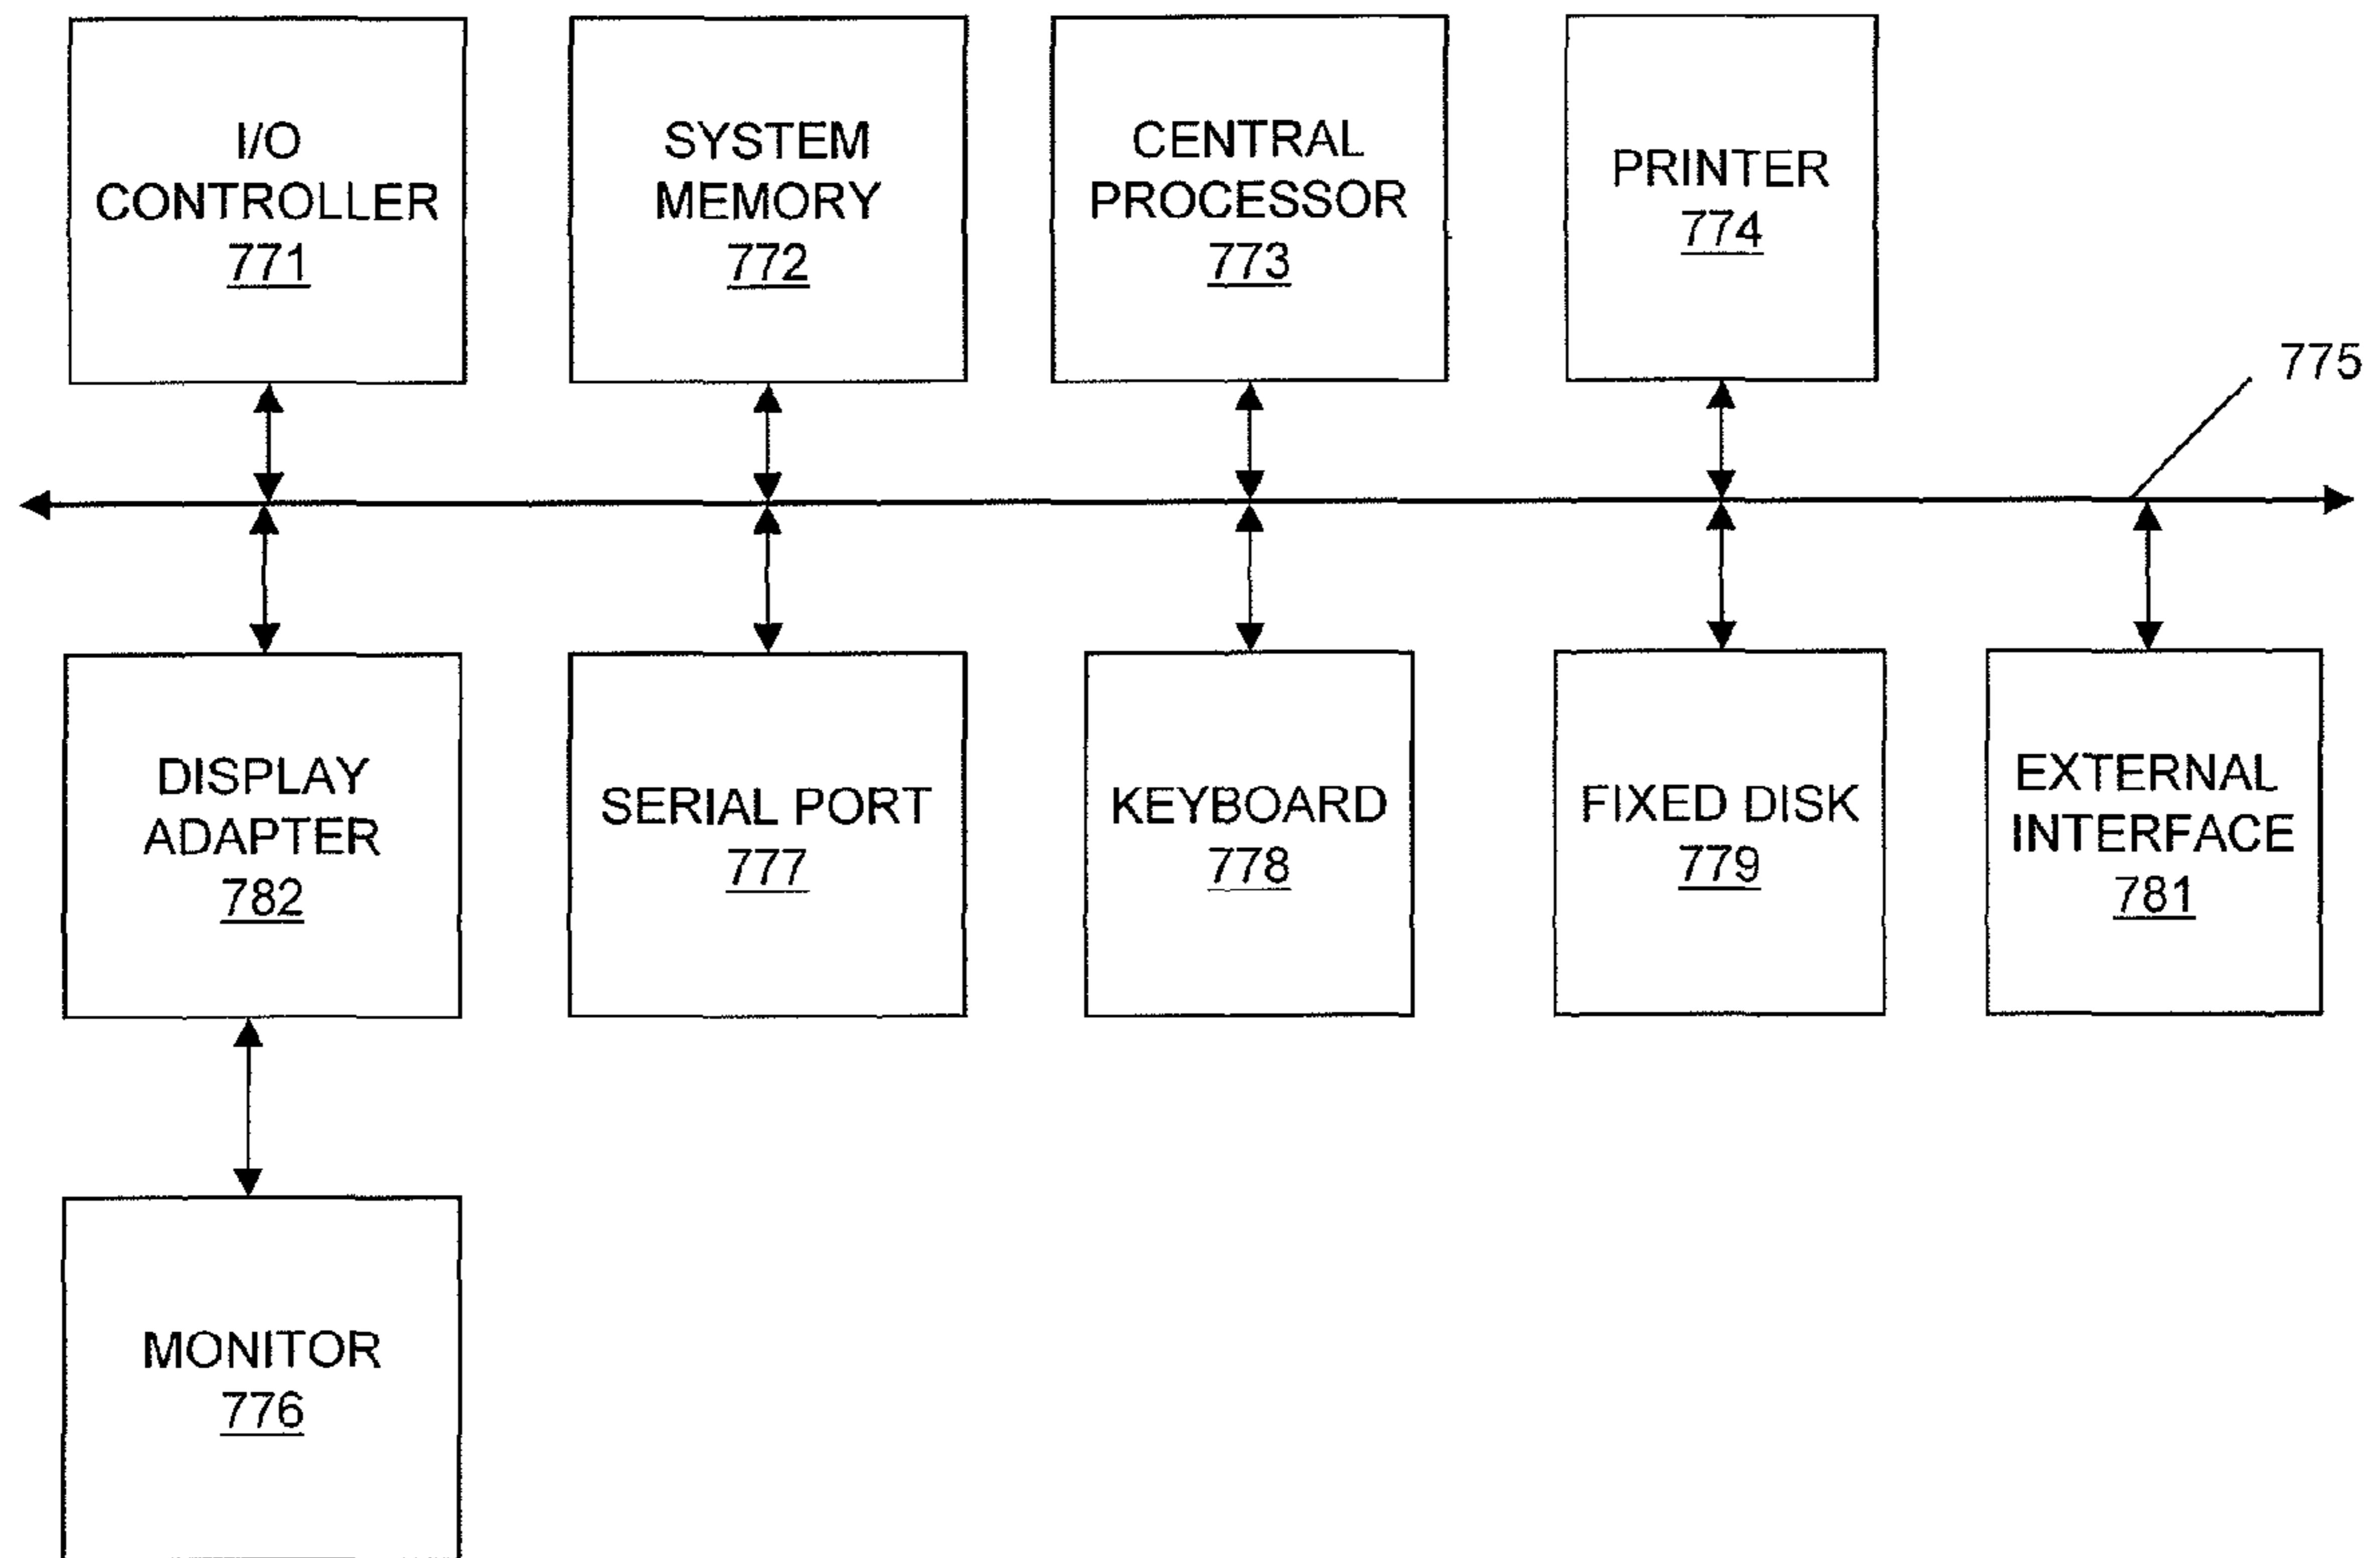 I/O
CONTROLLER
771
SYSTEM
MEMORY
772
CENTRAL
PROCESSOR
773
PRINTER
774
775
DISPLAY
ADAPTER
782
SERIAL PORT
777
KEYBOARD
778
FIXED DISK
779
EXTERNAL
INTERFACE
781
MONITOR
776